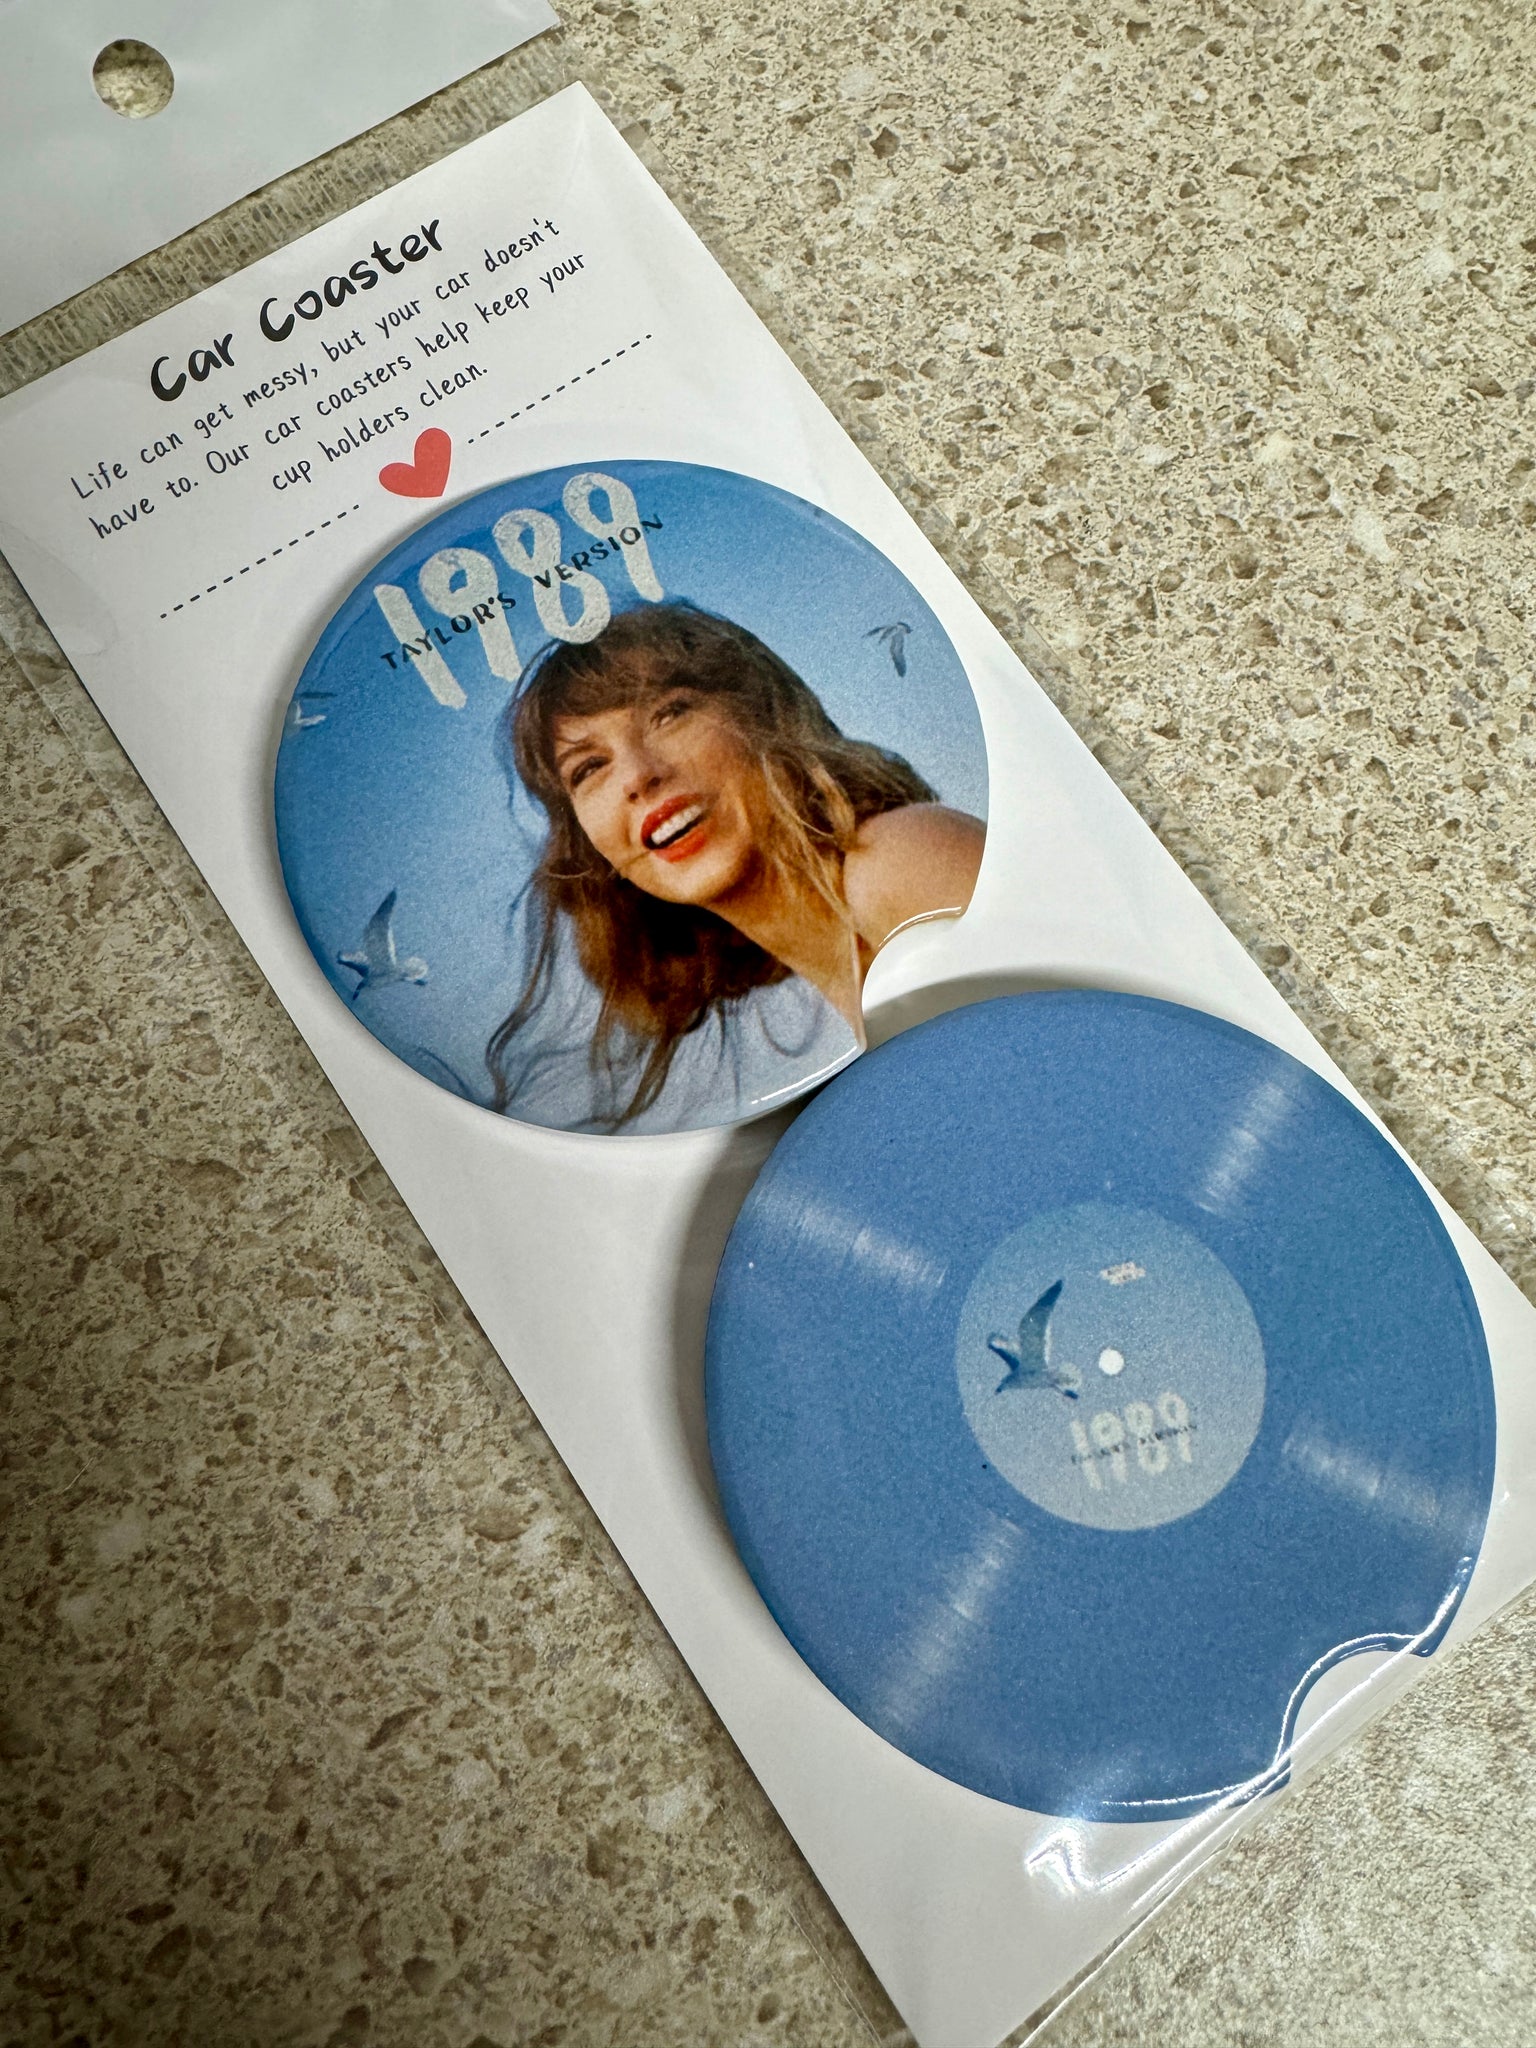 Car Coaster
Life can get messy, but your car doesn't
have to. Our car coasters help keep your
cup holders clean.
1989
TAYLOR'S VERSION
1989